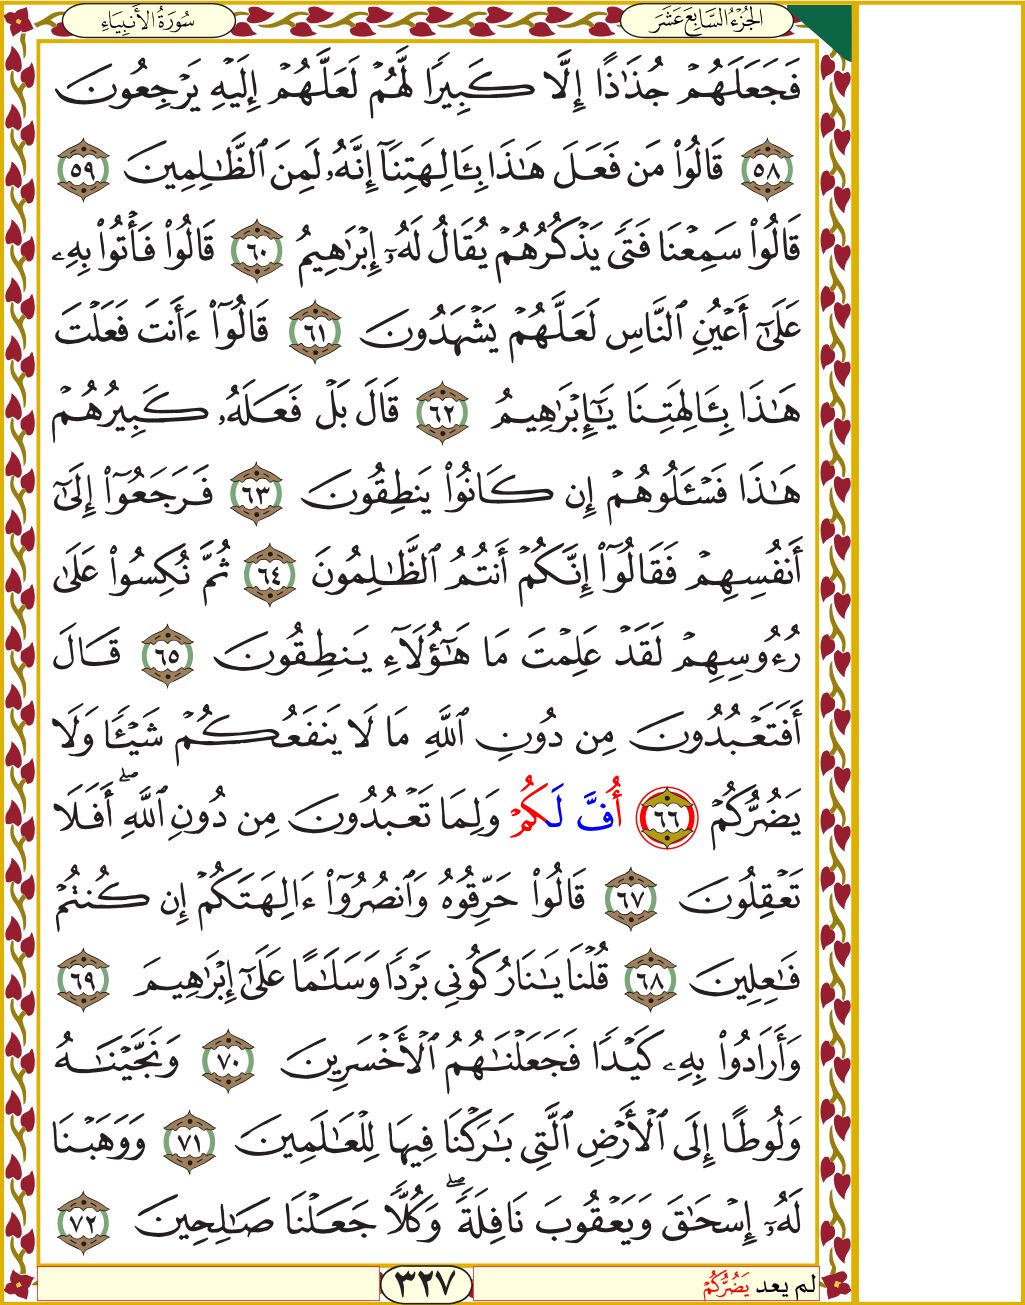 الجُزْءُ السَّابِعَ عَشَرَ
سُورَةُ الأَنبِيَاءِ
فَجَعَلَهُمْ جُذَٰذًا إِلَّا كَبِيرًا لَّهُمْ لَعَلَّهُمْ إِلَيْهِ يَرْجِعُونَ
٥٨ قَالُوا۟ مَن فَعَلَ هَٰذَا بِـَٔالِهَتِنَآ إِنَّهُۥ لَمِنَ ٱلظَّٰلِمِينَ ٥٩
قَالُوا۟ سَمِعْنَا فَتًى يَذْكُرُهُمْ يُقَالُ لَهُۥٓ إِبْرَٰهِيمُ ٦٠ قَالُوا۟ فَأْتُوا۟ بِهِۦ
عَلَىٰٓ أَعْيُنِ ٱلنَّاسِ لَعَلَّهُمْ يَشْهَدُونَ ٦١ قَالُوٓا۟ ءَأَنتَ فَعَلْتَ
هَٰذَا بِـَٔالِهَتِنَا يَٰٓإِبْرَٰهِيمُ ٦٢ قَالَ بَلْ فَعَلَهُۥ كَبِيرُهُمْ
هَٰذَا فَسْـَٔلُوهُمْ إِن كَانُوا۟ يَنطِقُونَ ٦٣ فَرَجَعُوٓا۟ إِلَىٰٓ
أَنفُسِهِمْ فَقَالُوٓا۟ إِنَّكُمْ أَنتُمُ ٱلظَّٰلِمُونَ ٦٤ ثُمَّ نُكِسُوا۟ عَلَىٰ
رُءُوسِهِمْ لَقَدْ عَلِمْتَ مَا هَٰٓؤُلَآءِ يَنطِقُونَ ٦٥ قَالَ
أَفَتَعْبُدُونَ مِن دُونِ ٱللَّهِ مَا لَا يَنفَعُكُمْ شَيْـًٔا وَلَا
يَضُرُّكُمْ ٦٦ أُفٍّ لَّكُمْ وَلِمَا تَعْبُدُونَ مِن دُونِ ٱللَّهِ ۖ أَفَلَا
تَعْقِلُونَ ٦٧ قَالُوا۟ حَرِّقُوهُ وَٱنصُرُوٓا۟ ءَالِهَتَكُمْ إِن كُنتُمْ
فَٰعِلِينَ ٦٨ قُلْنَا يَٰنَارُ كُونِى بَرْدًا وَسَلَٰمًا عَلَىٰٓ إِبْرَٰهِيمَ ٦٩
وَأَرَادُوا۟ بِهِۦ كَيْدًا فَجَعَلْنَٰهُمُ ٱلْأَخْسَرِينَ ٧٠ وَنَجَّيْنَٰهُ
وَلُوطًا إِلَى ٱلْأَرْضِ ٱلَّتِى بَٰرَكْنَا فِيهَا لِلْعَٰلَمِينَ ٧١ وَوَهَبْنَا
لَهُۥٓ إِسْحَٰقَ وَيَعْقُوبَ نَافِلَةً ۖ وَكُلًّا جَعَلْنَا صَٰلِحِينَ ٧٢
لم يعد يَضُرُّكُمْ
٣٢٧